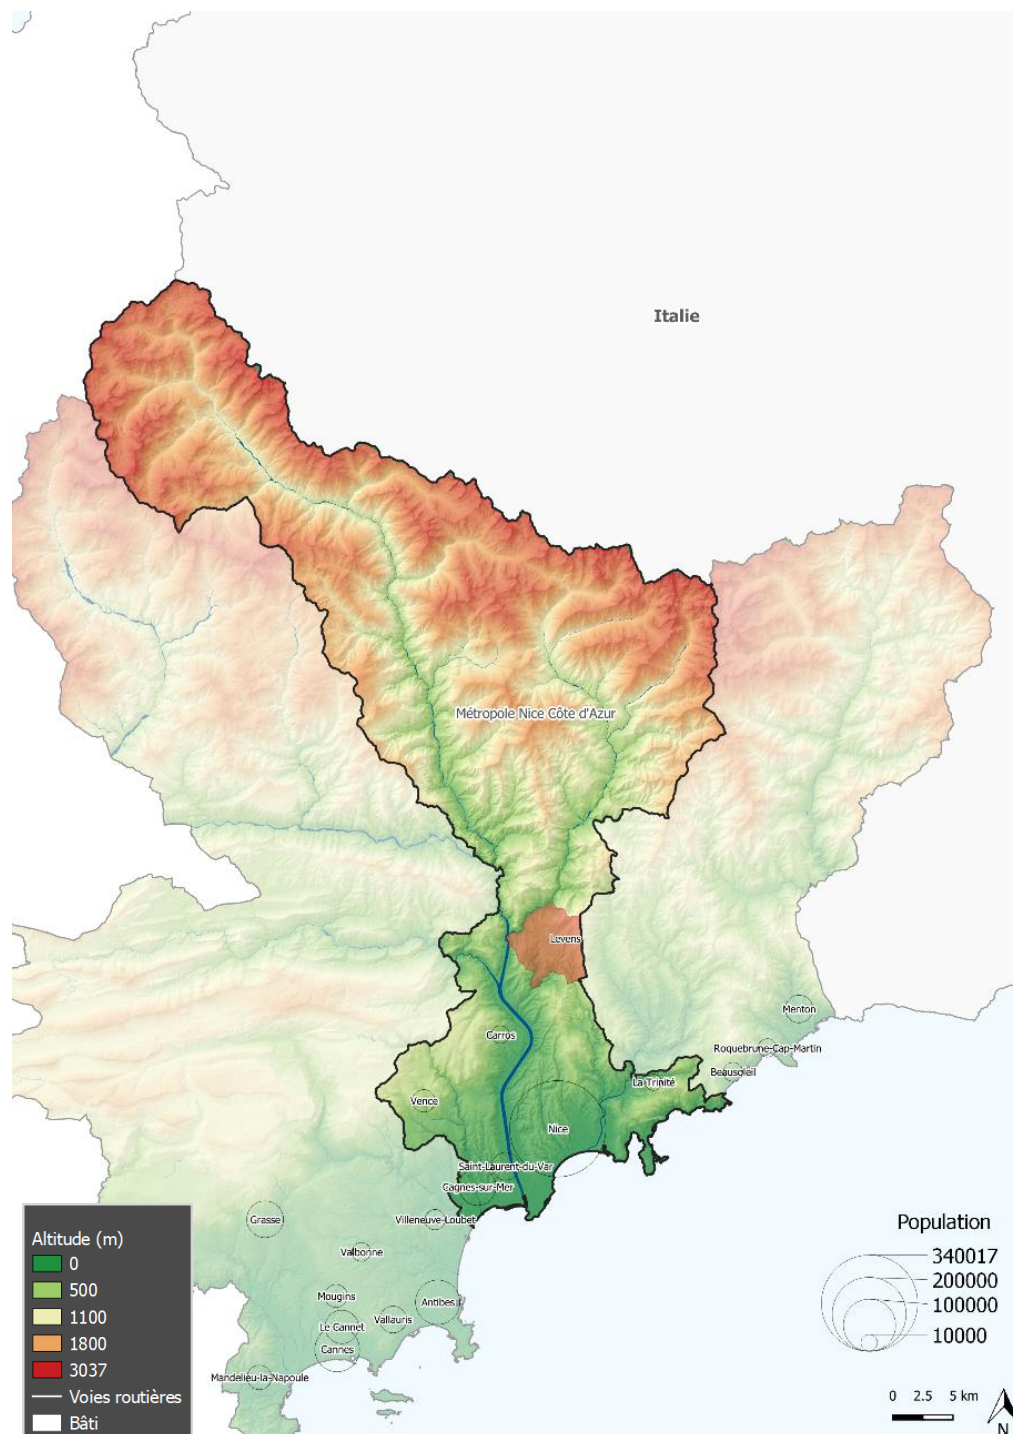 Italie
Métropole Nice Côte d'Azur
Levens
Menton
Carros
Roquebrune-Cap-Martin
Beausoleil
La Trinité
Vence
Nice
Saint-Laurent-du-Var
Cagnes-sur-Mer
Grasse
Villeneuve-Loubet
Valbonne
Mougins
Antibes
Vallauris
Le Cannet
Cannes
Mandelieu-la-Napoule
Altitude (m)
0
500
1100
1800
3037
Voies routières
Bâti
Population
340017
200000
100000
10000
0 2.5 5 km
N